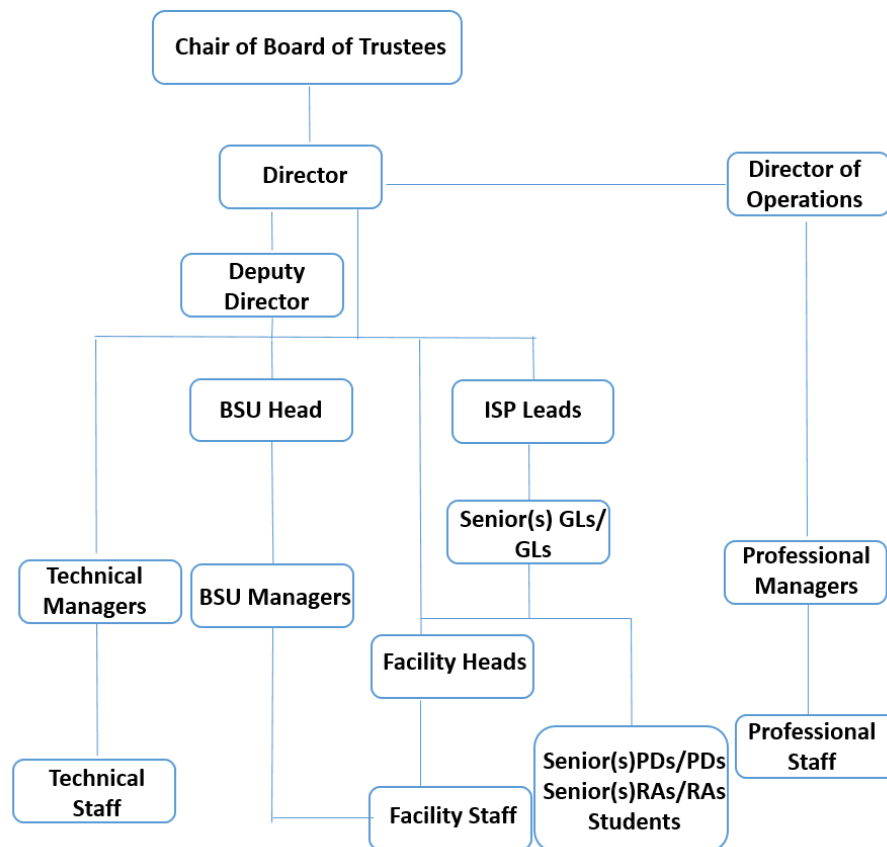 Chair of Board of Trustees
Director
Director of
Operations
Deputy
Director
BSU Head
ISP Leads
Senior(s) GLs/
GLs
Technical
Managers
BSU Managers
Professional
Managers
Facility Heads
Technical
Staff
Facility Staff
Senior(s)PDs/PDs
Senior(s)RAs/RAs
Students
Professional
Staff